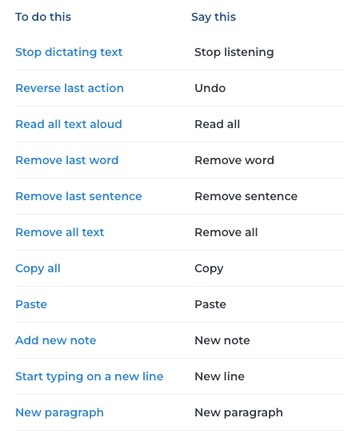 To do this Say this
Stop dictating text Stop listening
Reverse last action Undo
Read all text aloud Read all
Remove last word Remove word
Remove last sentence Remove sentence
Remove all text Remove all
Copy all Copy
Paste Paste
Add new note New note
Start typing on a new line New line
New paragraph New paragraph